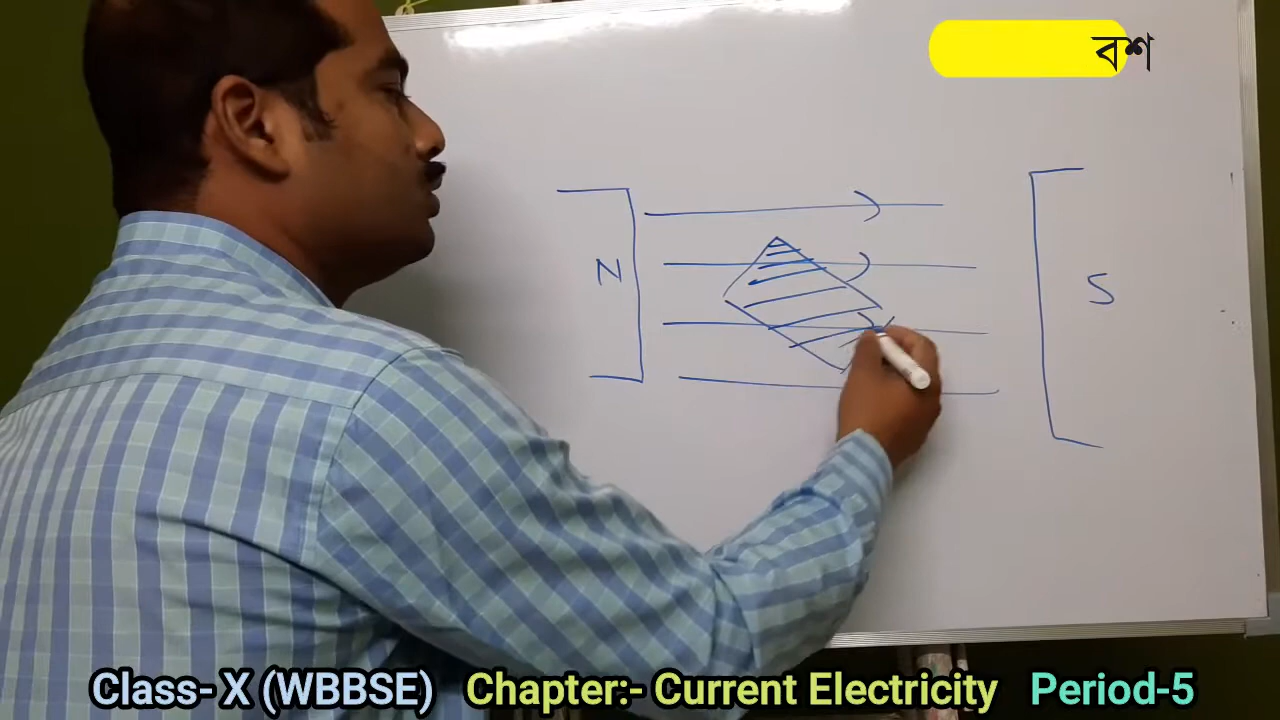 বশ
N
S
Class- X (WBBSE) Chapter:- Current Electricity Period-5